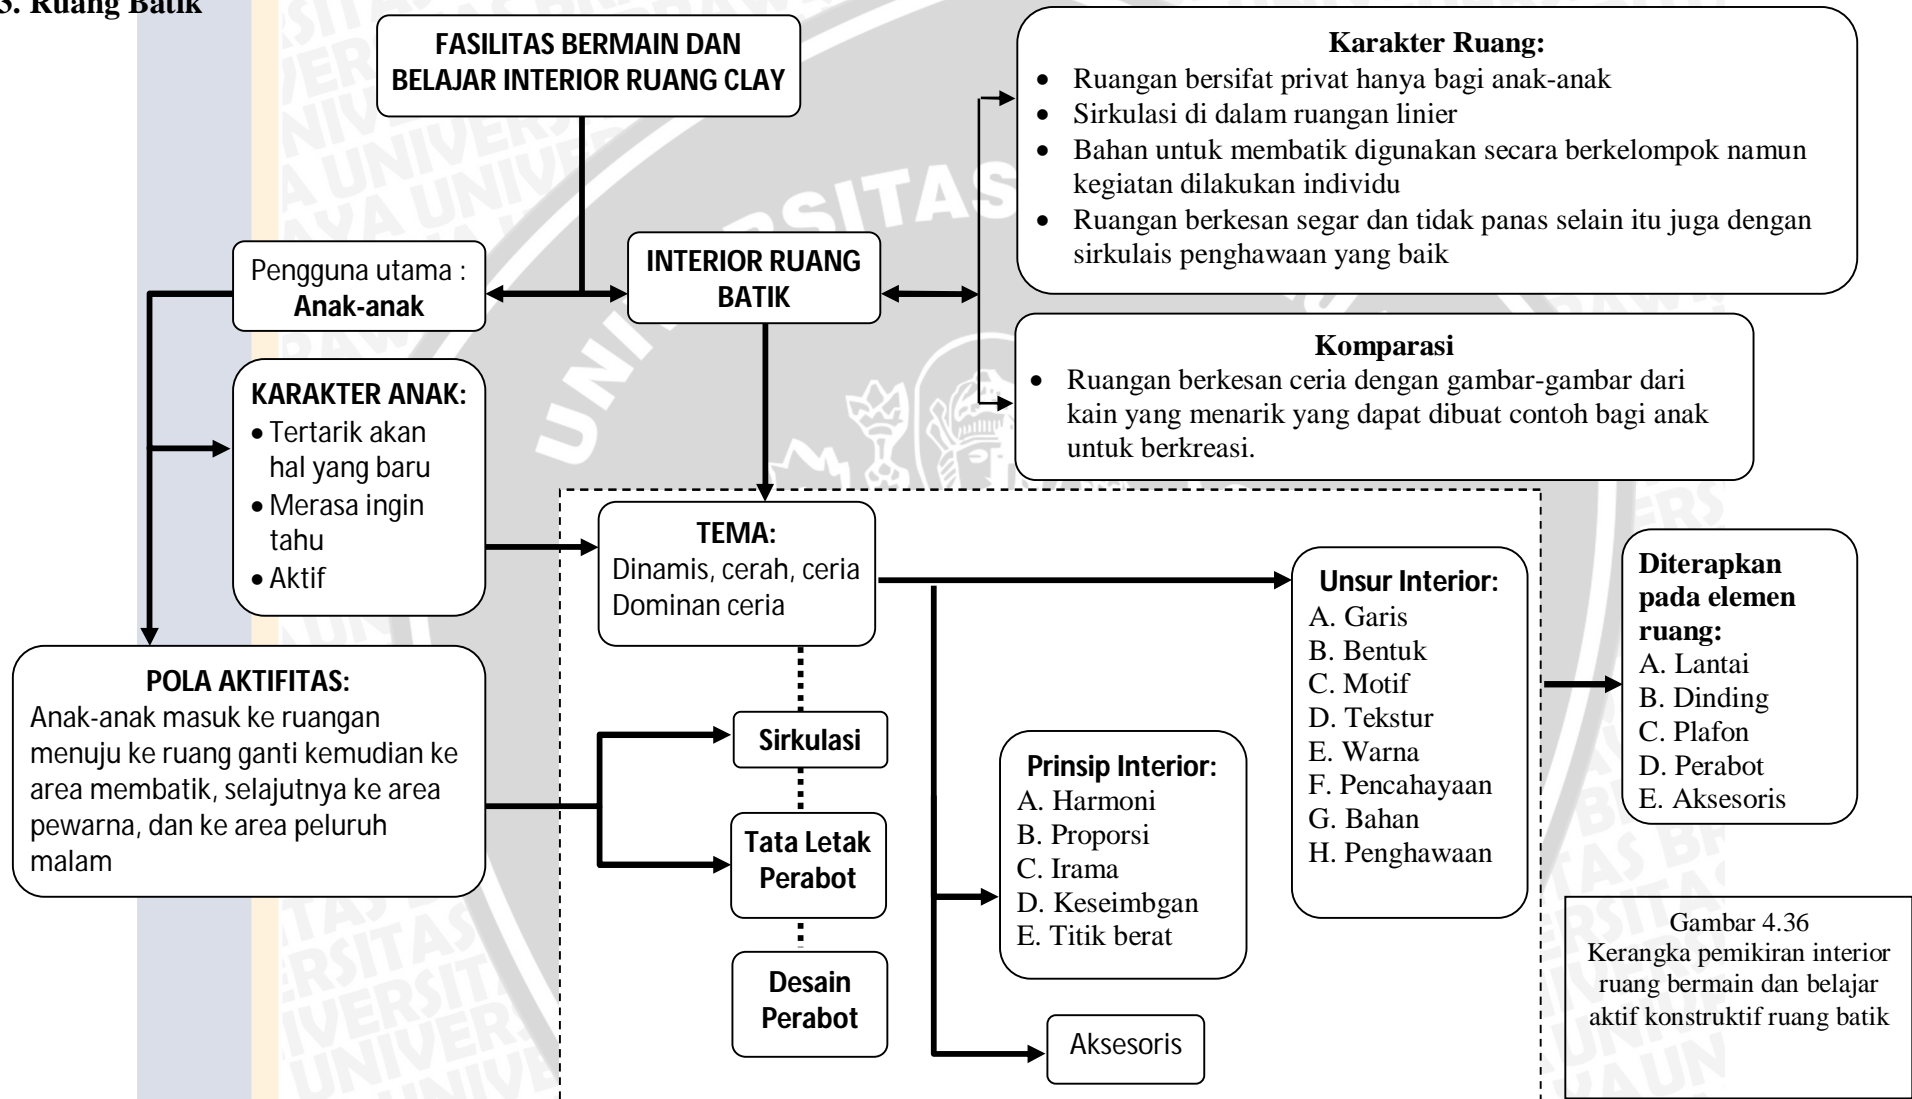 3. Ruang Batik
FASILITAS BERMAIN DAN
BELAJAR INTERIOR RUANG CLAY
Karakter Ruang:
• Ruangan bersifat privat hanya bagi anak-anak
• Sirkulasi di dalam ruangan linier
• Bahan untuk membatik digunakan secara berkelompok namun
kegiatan dilakukan individu
• Ruangan berkesan segar dan tidak panas selain itu juga dengan
sirkulais penghawaan yang baik
Pengguna utama :
Anak-anak
INTERIOR RUANG
BATIK
Komparasi
• Ruangan berkesan ceria dengan gambar-gambar dari
kain yang menarik yang dapat dibuat contoh bagi anak
untuk berkreasi.
KARAKTER ANAK:
• Tertarik akan
hal yang baru
• Merasa ingin
tahu
• Aktif
TEMA:
Dinamis, cerah, ceria
Dominan ceria
Unsur Interior:
A. Garis
B. Bentuk
C. Motif
D. Tekstur
E. Warna
F. Pencahayaan
G. Bahan
H. Penghawaan
Diterapkan
pada elemen
ruang:
A. Lantai
B. Dinding
C. Plafon
D. Perabot
E. Aksesoris
POLA AKTIFITAS:
Anak-anak masuk ke ruangan
menuju ke ruang ganti kemudian ke
area membatik, selajutnya ke area
pewarna, dan ke area peluruh
malam
Sirkulasi
Tata Letak
Perabot
Desain
Perabot
Prinsip Interior:
A. Harmoni
B. Proporsi
C. Irama
D. Keseimbgan
E. Titik berat
Aksesoris
Gambar 4.36
Kerangka pemikiran interior
ruang bermain dan belajar
aktif konstruktif ruang batik